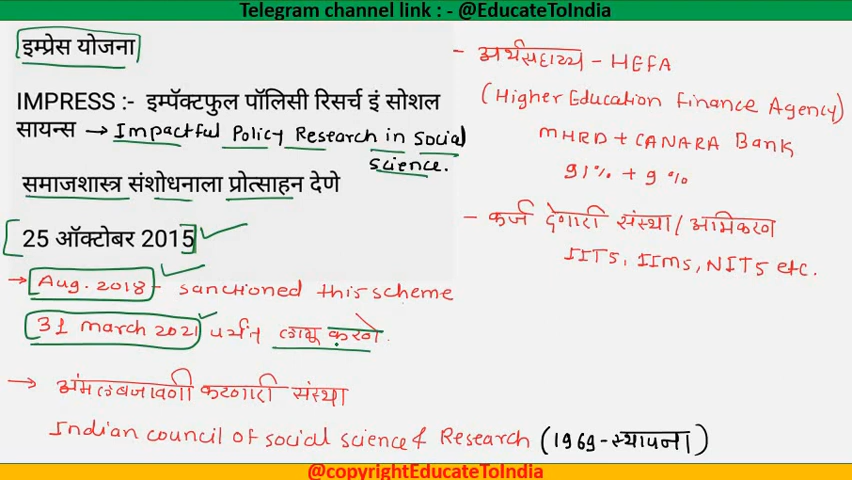 Telegram channel link : - @EducateToIndia
इम्प्रेस योजना
IMPRESS :- इम्पॅक्टफुल पॉलिसी रिसर्च इं सोशल
सायन्स → Impactful Policy Research in Social
Science.
समाजशास्त्र संशोधनाला प्रोत्साहन देणे
25 ऑक्टोबर 2015
→ Aug. 2018 - sanctioned this scheme
31 march 2021 पर्यंत लागू करणे.
→ अंमलबजावणी करणारी संस्था
Indian council of social science & Research (1969-स्थापना)
- अर्थसहाय्य - HEFA
(Higher Education Finance Agency)
MHRD + CANARA Bank
91% + 9%
- कर्ज देणारी संस्था/अभिकरण
IITs, IIMs, NITs etc.
@copyrightEducateToIndia